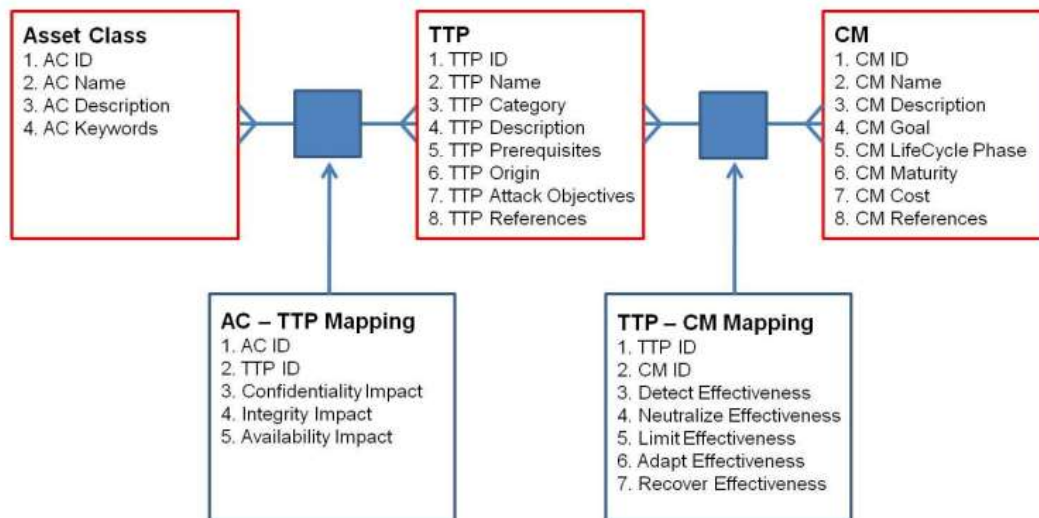 Asset Class
1. AC ID
2. AC Name
3. AC Description
4. AC Keywords
TTP
1. TTP ID
2. TTP Name
3. TTP Category
4. TTP Description
5. TTP Prerequisites
6. TTP Origin
7. TTP Attack Objectives
8. TTP References
CM
1. CM ID
2. CM Name
3. CM Description
4. CM Goal
5. CM LifeCycle Phase
6. CM Maturity
7. CM Cost
8. CM References
AC – TTP Mapping
1. AC ID
2. TTP ID
3. Confidentiality Impact
4. Integrity Impact
5. Availability Impact
TTP – CM Mapping
1. TTP ID
2. CM ID
3. Detect Effectiveness
4. Neutralize Effectiveness
5. Limit Effectiveness
6. Adapt Effectiveness
7. Recover Effectiveness